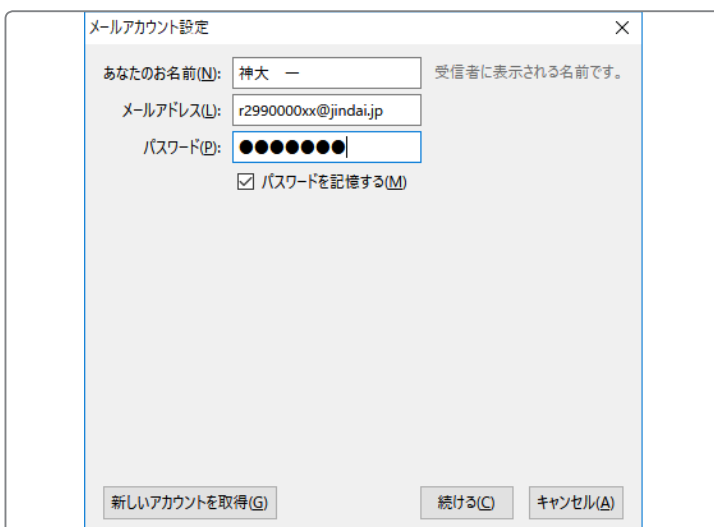 メールアカウント設定
あなたのお名前(N): 神大　一 受信者に表示される名前です。
メールアドレス(L): r2990000xx@jindai.jp
パスワード(P): ●●●●●●●
パスワードを記憶する(M)
新しいアカウントを取得(G) 続ける(C) キャンセル(A)